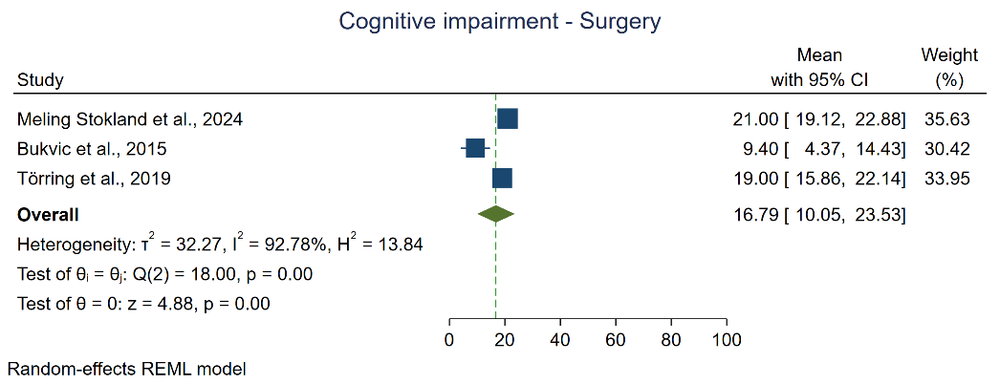 Cognitive impairment - Surgery
Mean Weight
Study with 95% CI (%)
Meling Stokland et al., 2024 21.00 [ 19.12, 22.88] 35.63
Bukvic et al., 2015 9.40 [ 4.37, 14.43] 30.42
Törring et al., 2019 19.00 [ 15.86, 22.14] 33.95
Overall 16.79 [ 10.05, 23.53]
Heterogeneity: τ² = 32.27, I² = 92.78%, H² = 13.84
Test of θᵢ = θⱼ: Q(2) = 18.00, p = 0.00
Test of θ = 0: z = 4.88, p = 0.00
0 20 40 60 80 100
Random-effects REML model